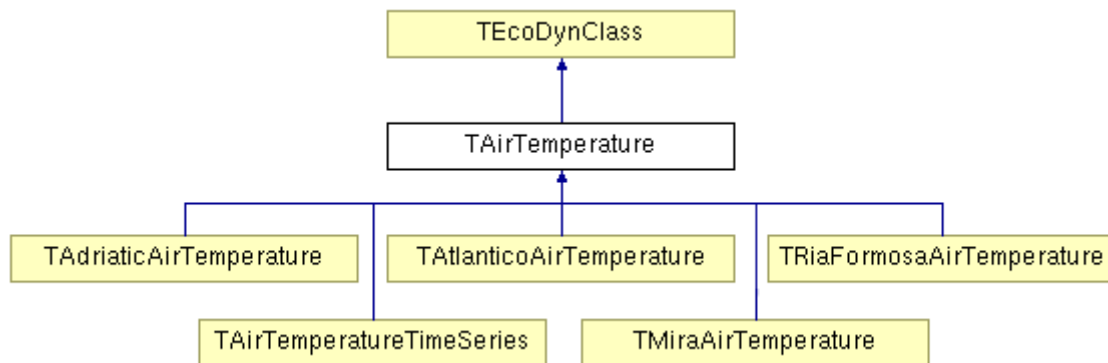 TEcoDynClass
TAirTemperature
TAdriaticAirTemperature
TAtlanticoAirTemperature
TRiaFormosaAirTemperature
TAirTemperatureTimeSeries
TMiraAirTemperature